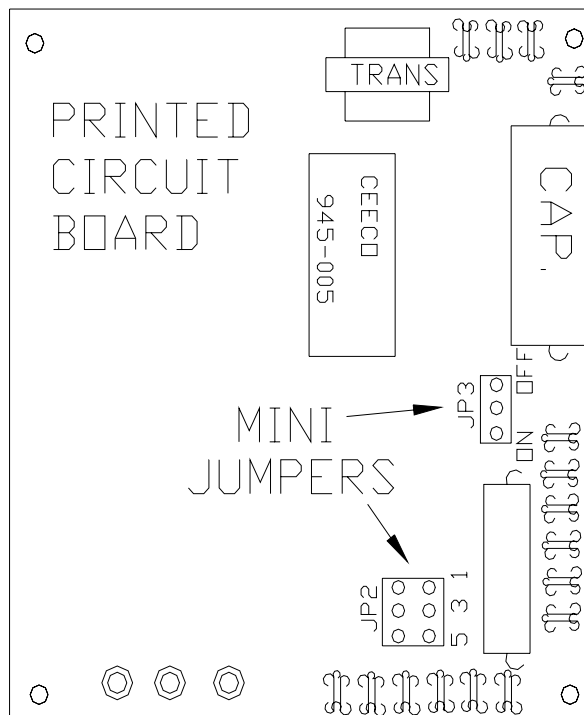 TRANS
PRINTED
CIRCUIT
BOARD
CEECO
945-005
CAP.
OFF
JP3
ON
MINI
JUMPERS
JP2
1
3
5